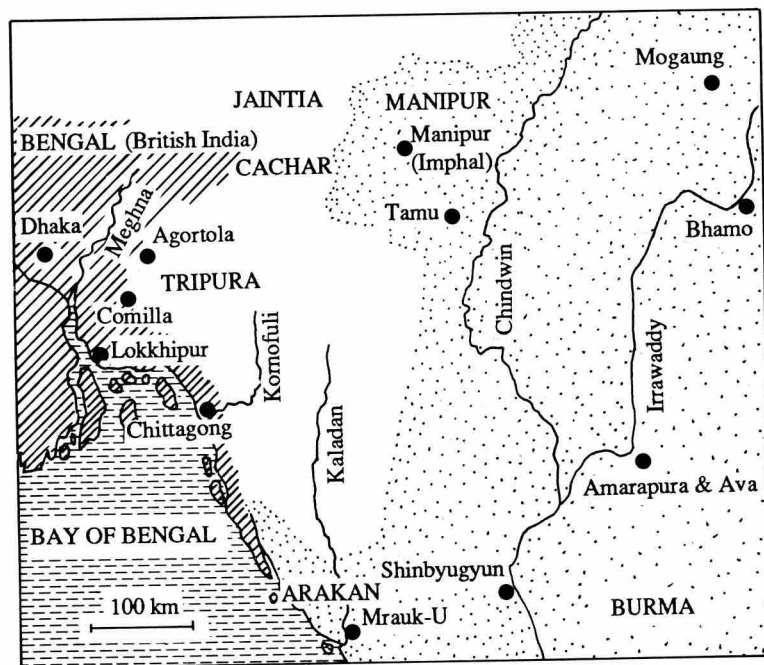 Mogaung
JAINTIA
MANIPUR
BENGAL (British India)
Manipur
(Imphal)
CACHAR
Dhaka
Meghna
Agortola
Tamu
Bhamo
TRIPURA
Comilla
Chindwin
Lokkhipur
Kornofuli
Irrawaddy
Chittagong
Kaladan
Amarapura & Ava
BAY OF BENGAL
Shinbyugyun
ARAKAN
100 km
Mrauk-U
BURMA